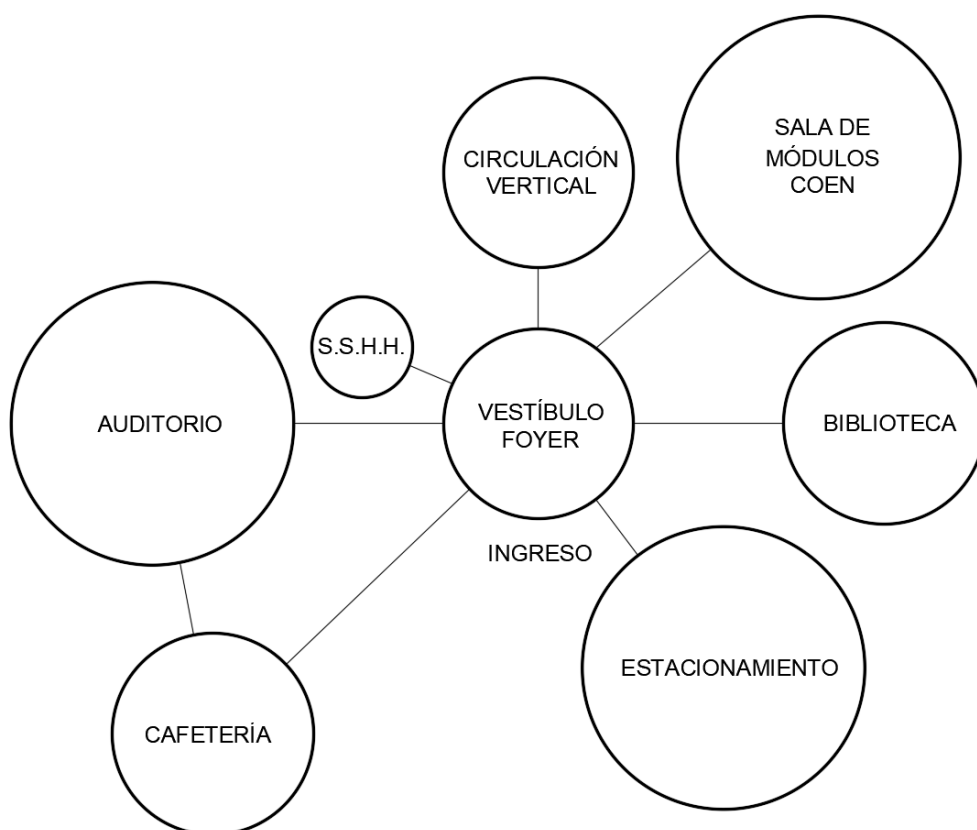 SALA DE
MÓDULOS
COEN
CIRCULACIÓN
VERTICAL
S.S.H.H.
AUDITORIO
VESTÍBULO
FOYER
BIBLIOTECA
INGRESO
ESTACIONAMIENTO
CAFETERÍA